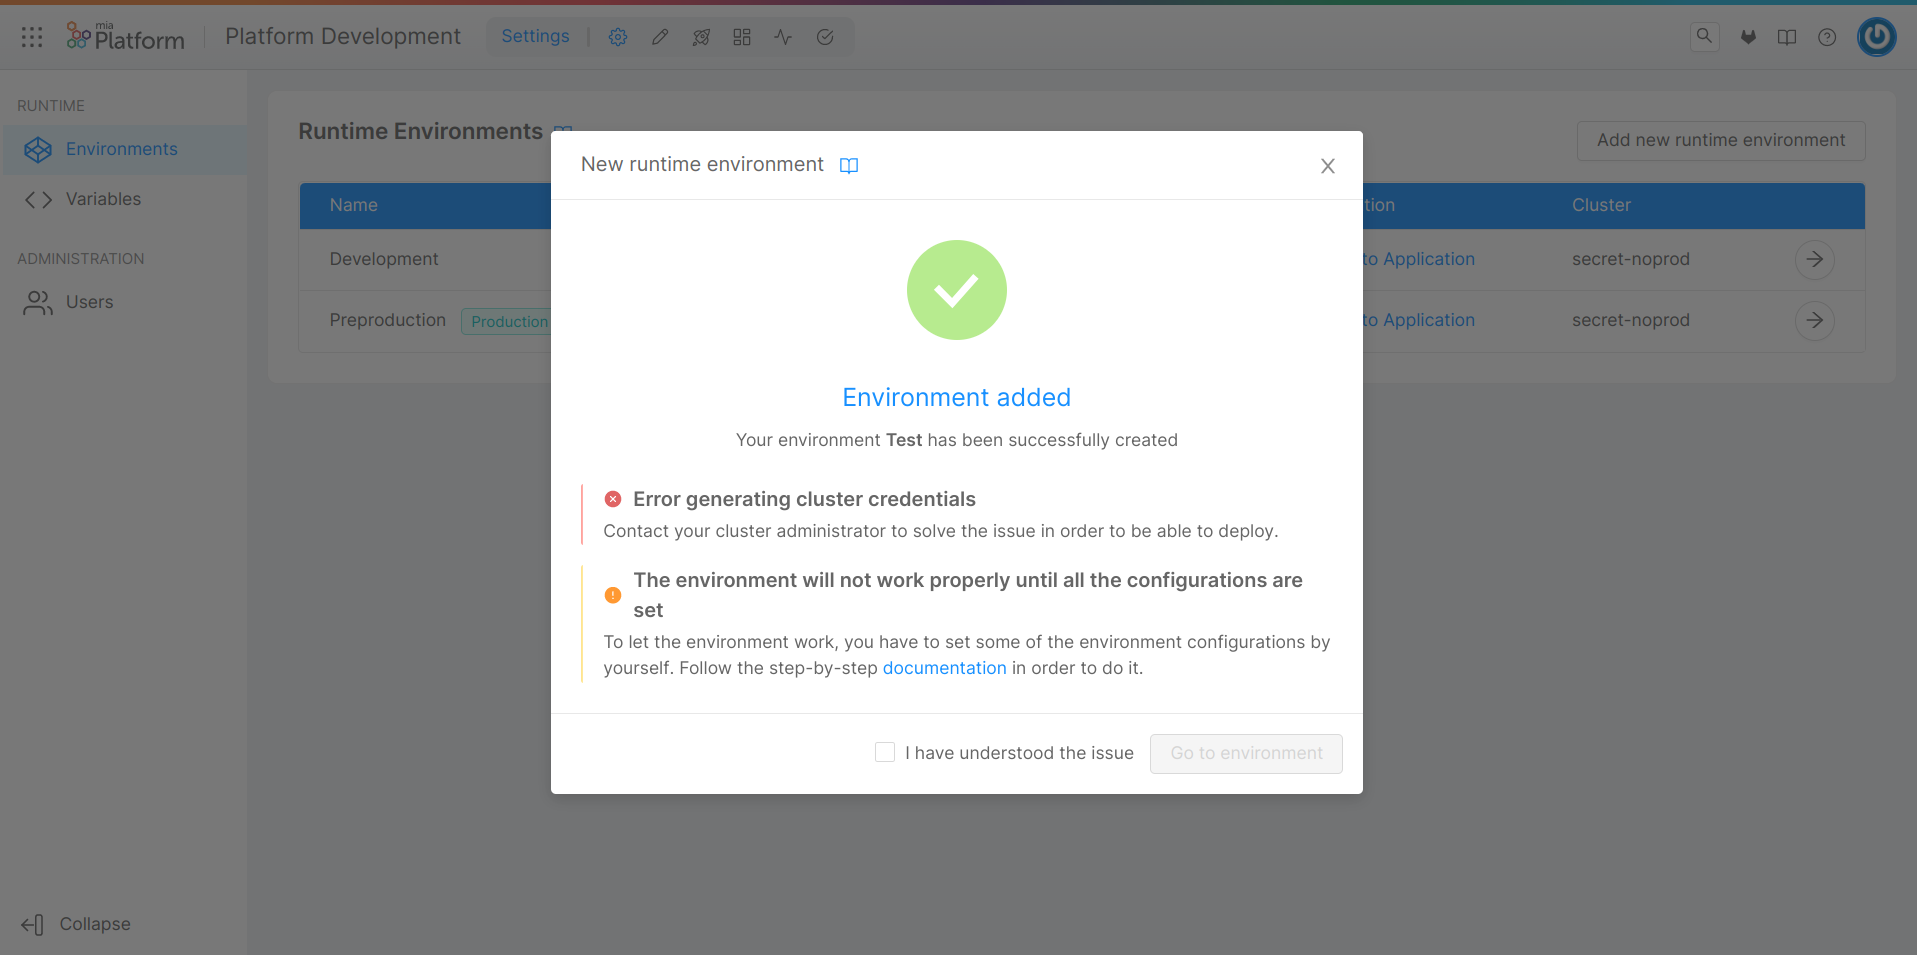 mia
Platform
Platform Development
Settings
RUNTIME
Environments
Variables
ADMINISTRATION
Users
Collapse
Runtime Environments
Add new runtime environment
Name
tion
Cluster
Development
to Application
secret-noprod
Preproduction
Production
to Application
secret-noprod
New runtime environment
Environment added
Your environment Test has been successfully created
Error generating cluster credentials
Contact your cluster administrator to solve the issue in order to be able to deploy.
The environment will not work properly until all the configurations are
set
To let the environment work, you have to set some of the environment configurations by
yourself. Follow the step-by-step documentation in order to do it.
I have understood the issue
Go to environment